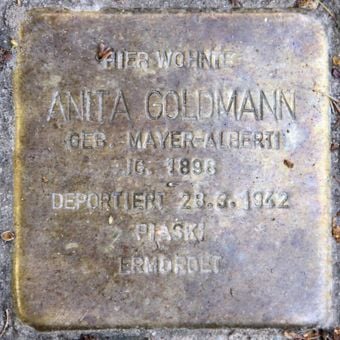 HIER WOHNTE
ANITA GOLDMANN
GEB. MAYER-ALBERTI
JG. 1898
DEPORTIERT 28.3.1942
PIASKI
ERMORDET